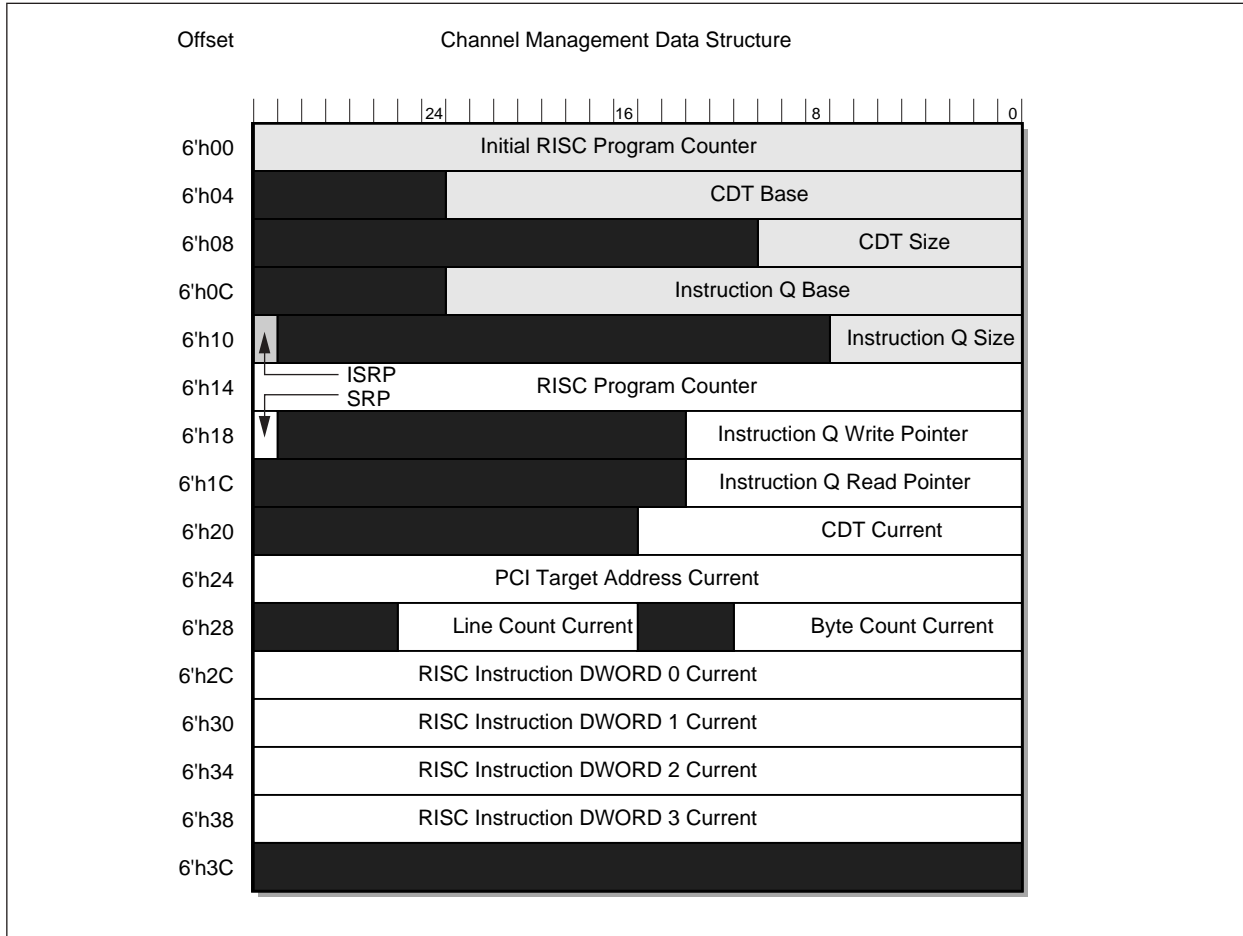 Offset Channel Management Data Structure
24 16 8 0
6'h00 Initial RISC Program Counter
6'h04 CDT Base
6'h08 CDT Size
6'h0C Instruction Q Base
6'h10 Instruction Q Size
ISRP
6'h14 RISC Program Counter
SRP
6'h18 Instruction Q Write Pointer
6'h1C Instruction Q Read Pointer
6'h20 CDT Current
6'h24 PCI Target Address Current
6'h28 Line Count Current Byte Count Current
6'h2C RISC Instruction DWORD 0 Current
6'h30 RISC Instruction DWORD 1 Current
6'h34 RISC Instruction DWORD 2 Current
6'h38 RISC Instruction DWORD 3 Current
6'h3C